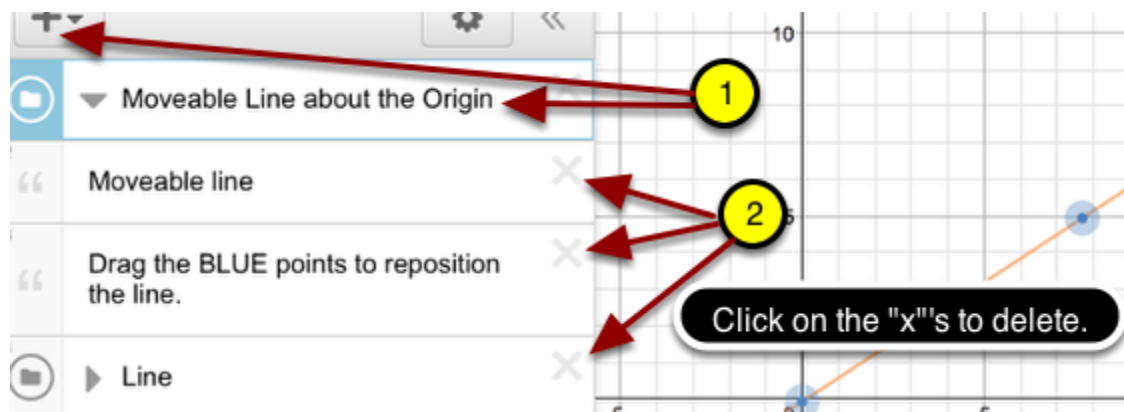 10
Moveable Line about the Origin
1
“ Moveable line
2
5
“ Drag the BLUE points to reposition
the line.
Click on the "x"'s to delete.
Line